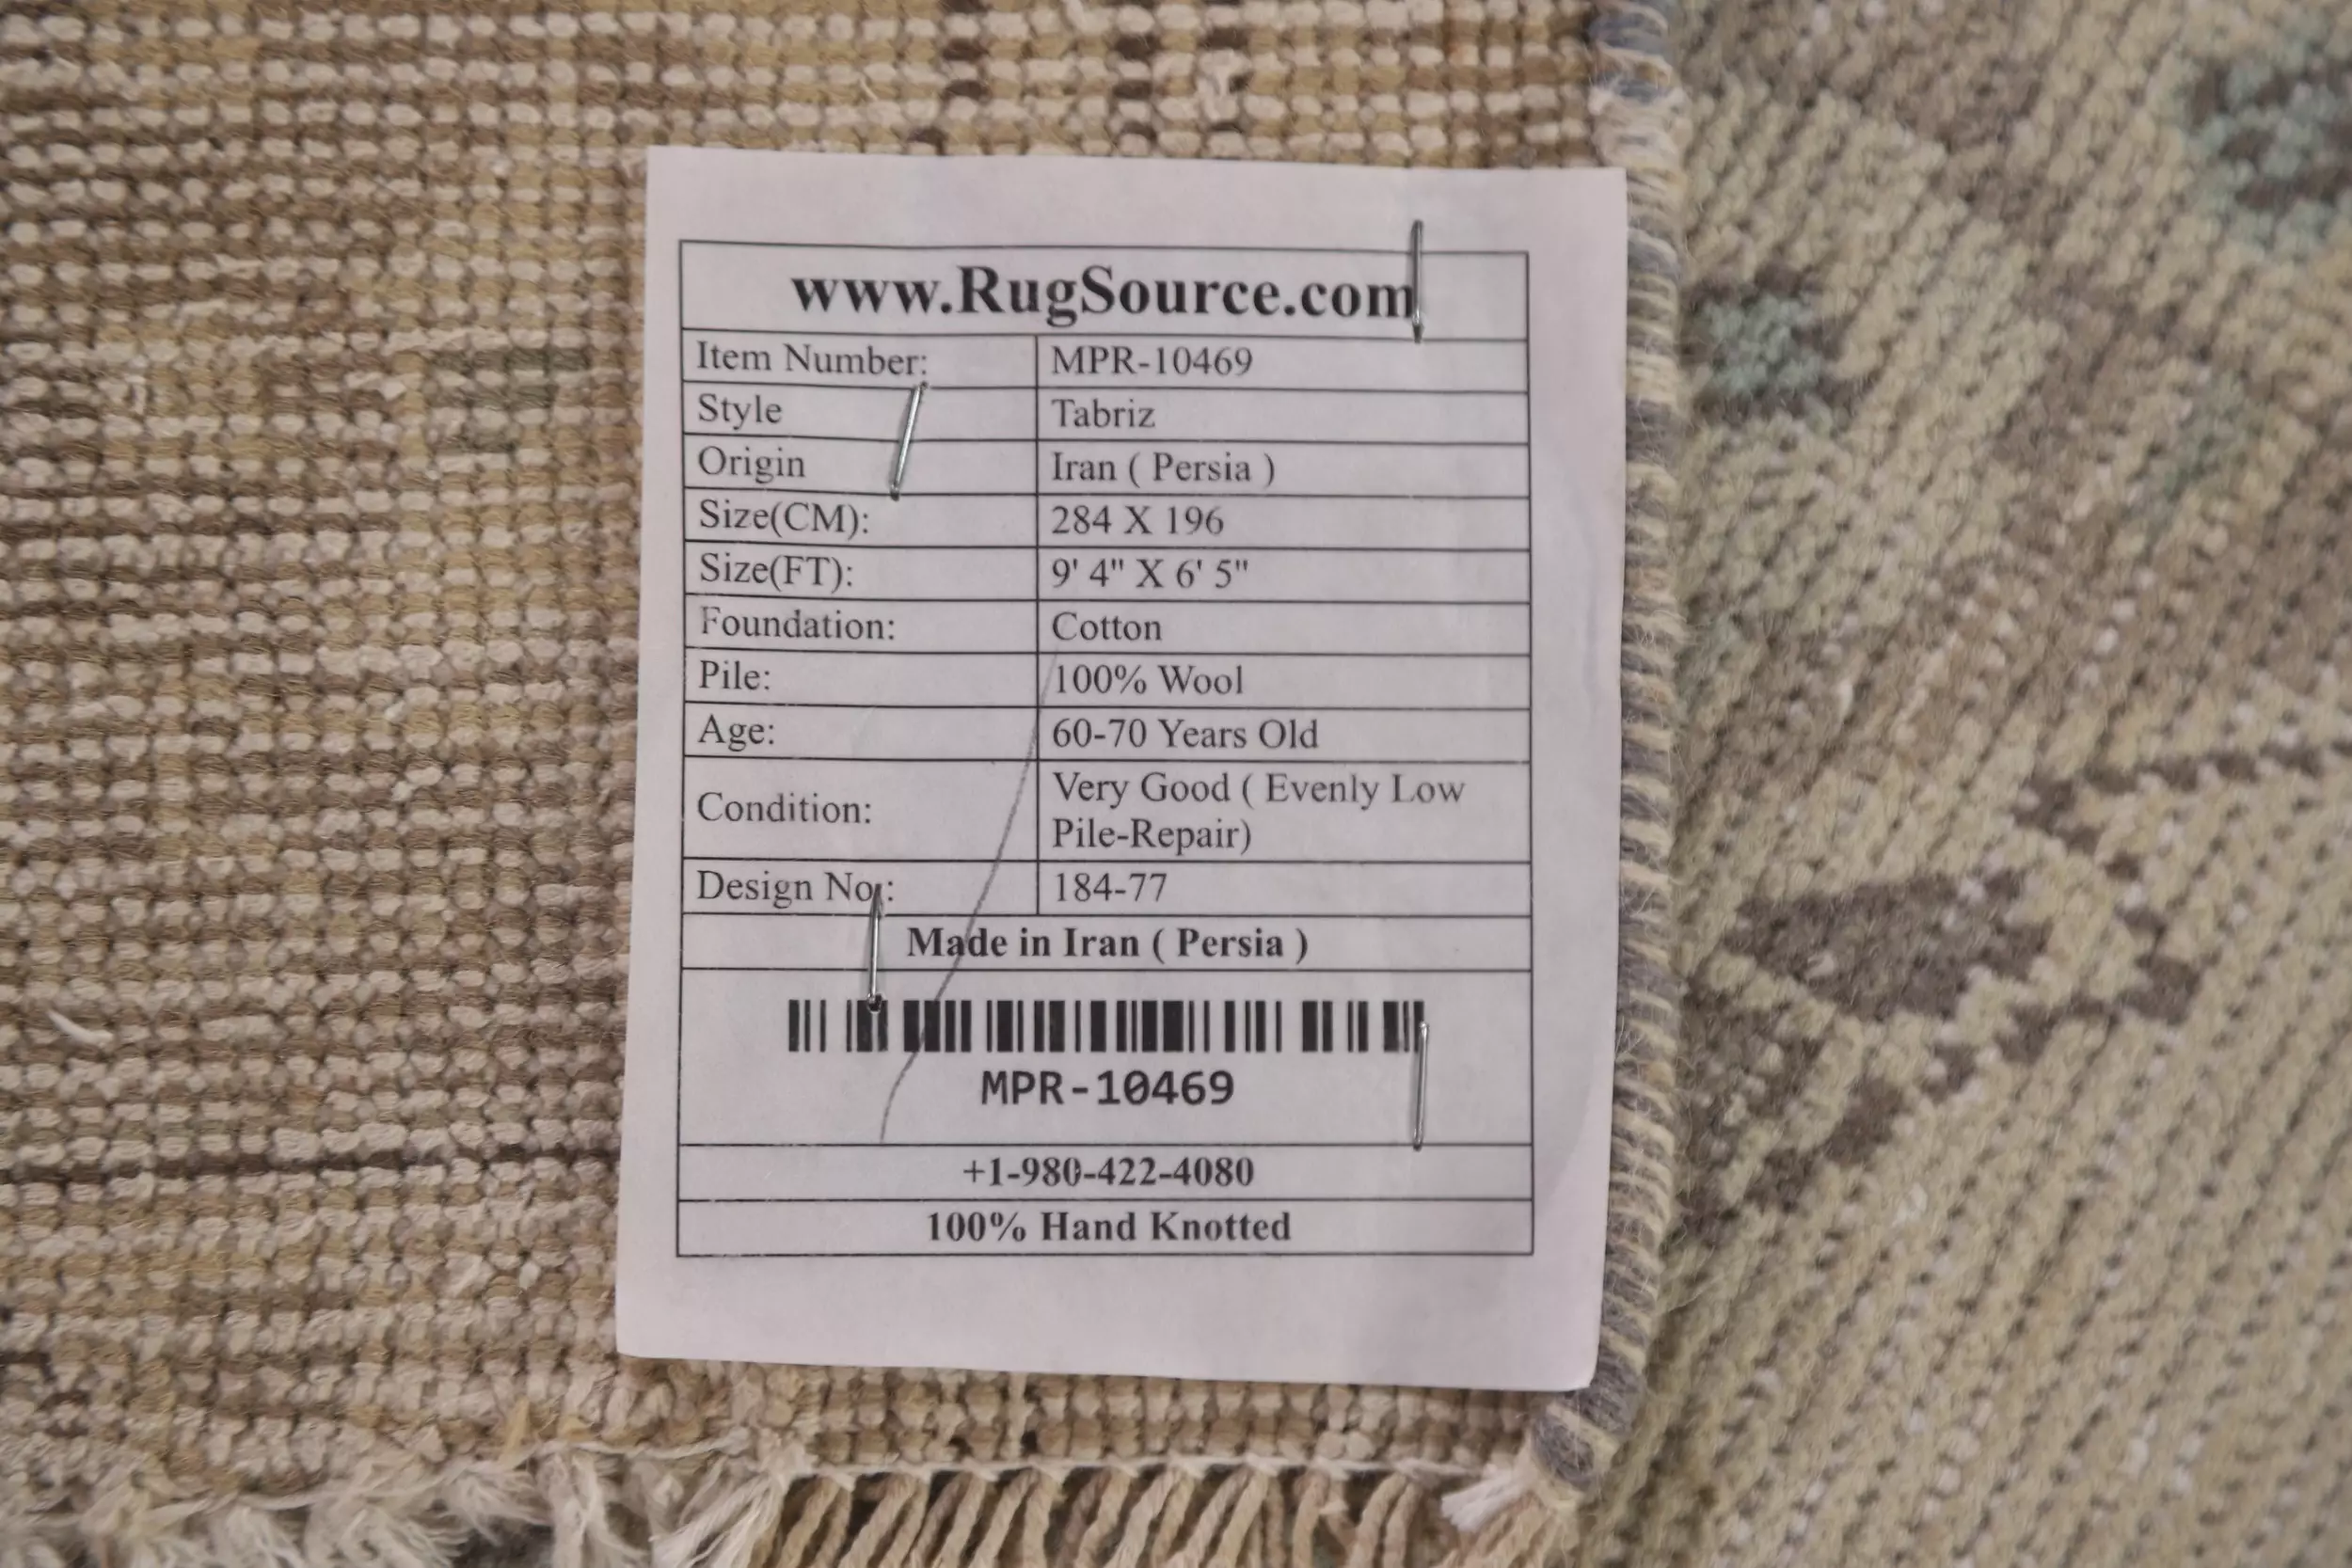 www.RugSource.com
Item Number: MPR-10469
Style Tabriz
Origin Iran ( Persia )
Size(CM): 284 X 196
Size(FT): 9' 4" X 6' 5"
Foundation: Cotton
Pile: 100% Wool
Age: 60-70 Years Old
Condition: Very Good ( Evenly Low
Pile-Repair)
Design No.: 184-77
Made in Iran ( Persia )
MPR-10469
+1-980-422-4080
100% Hand Knotted